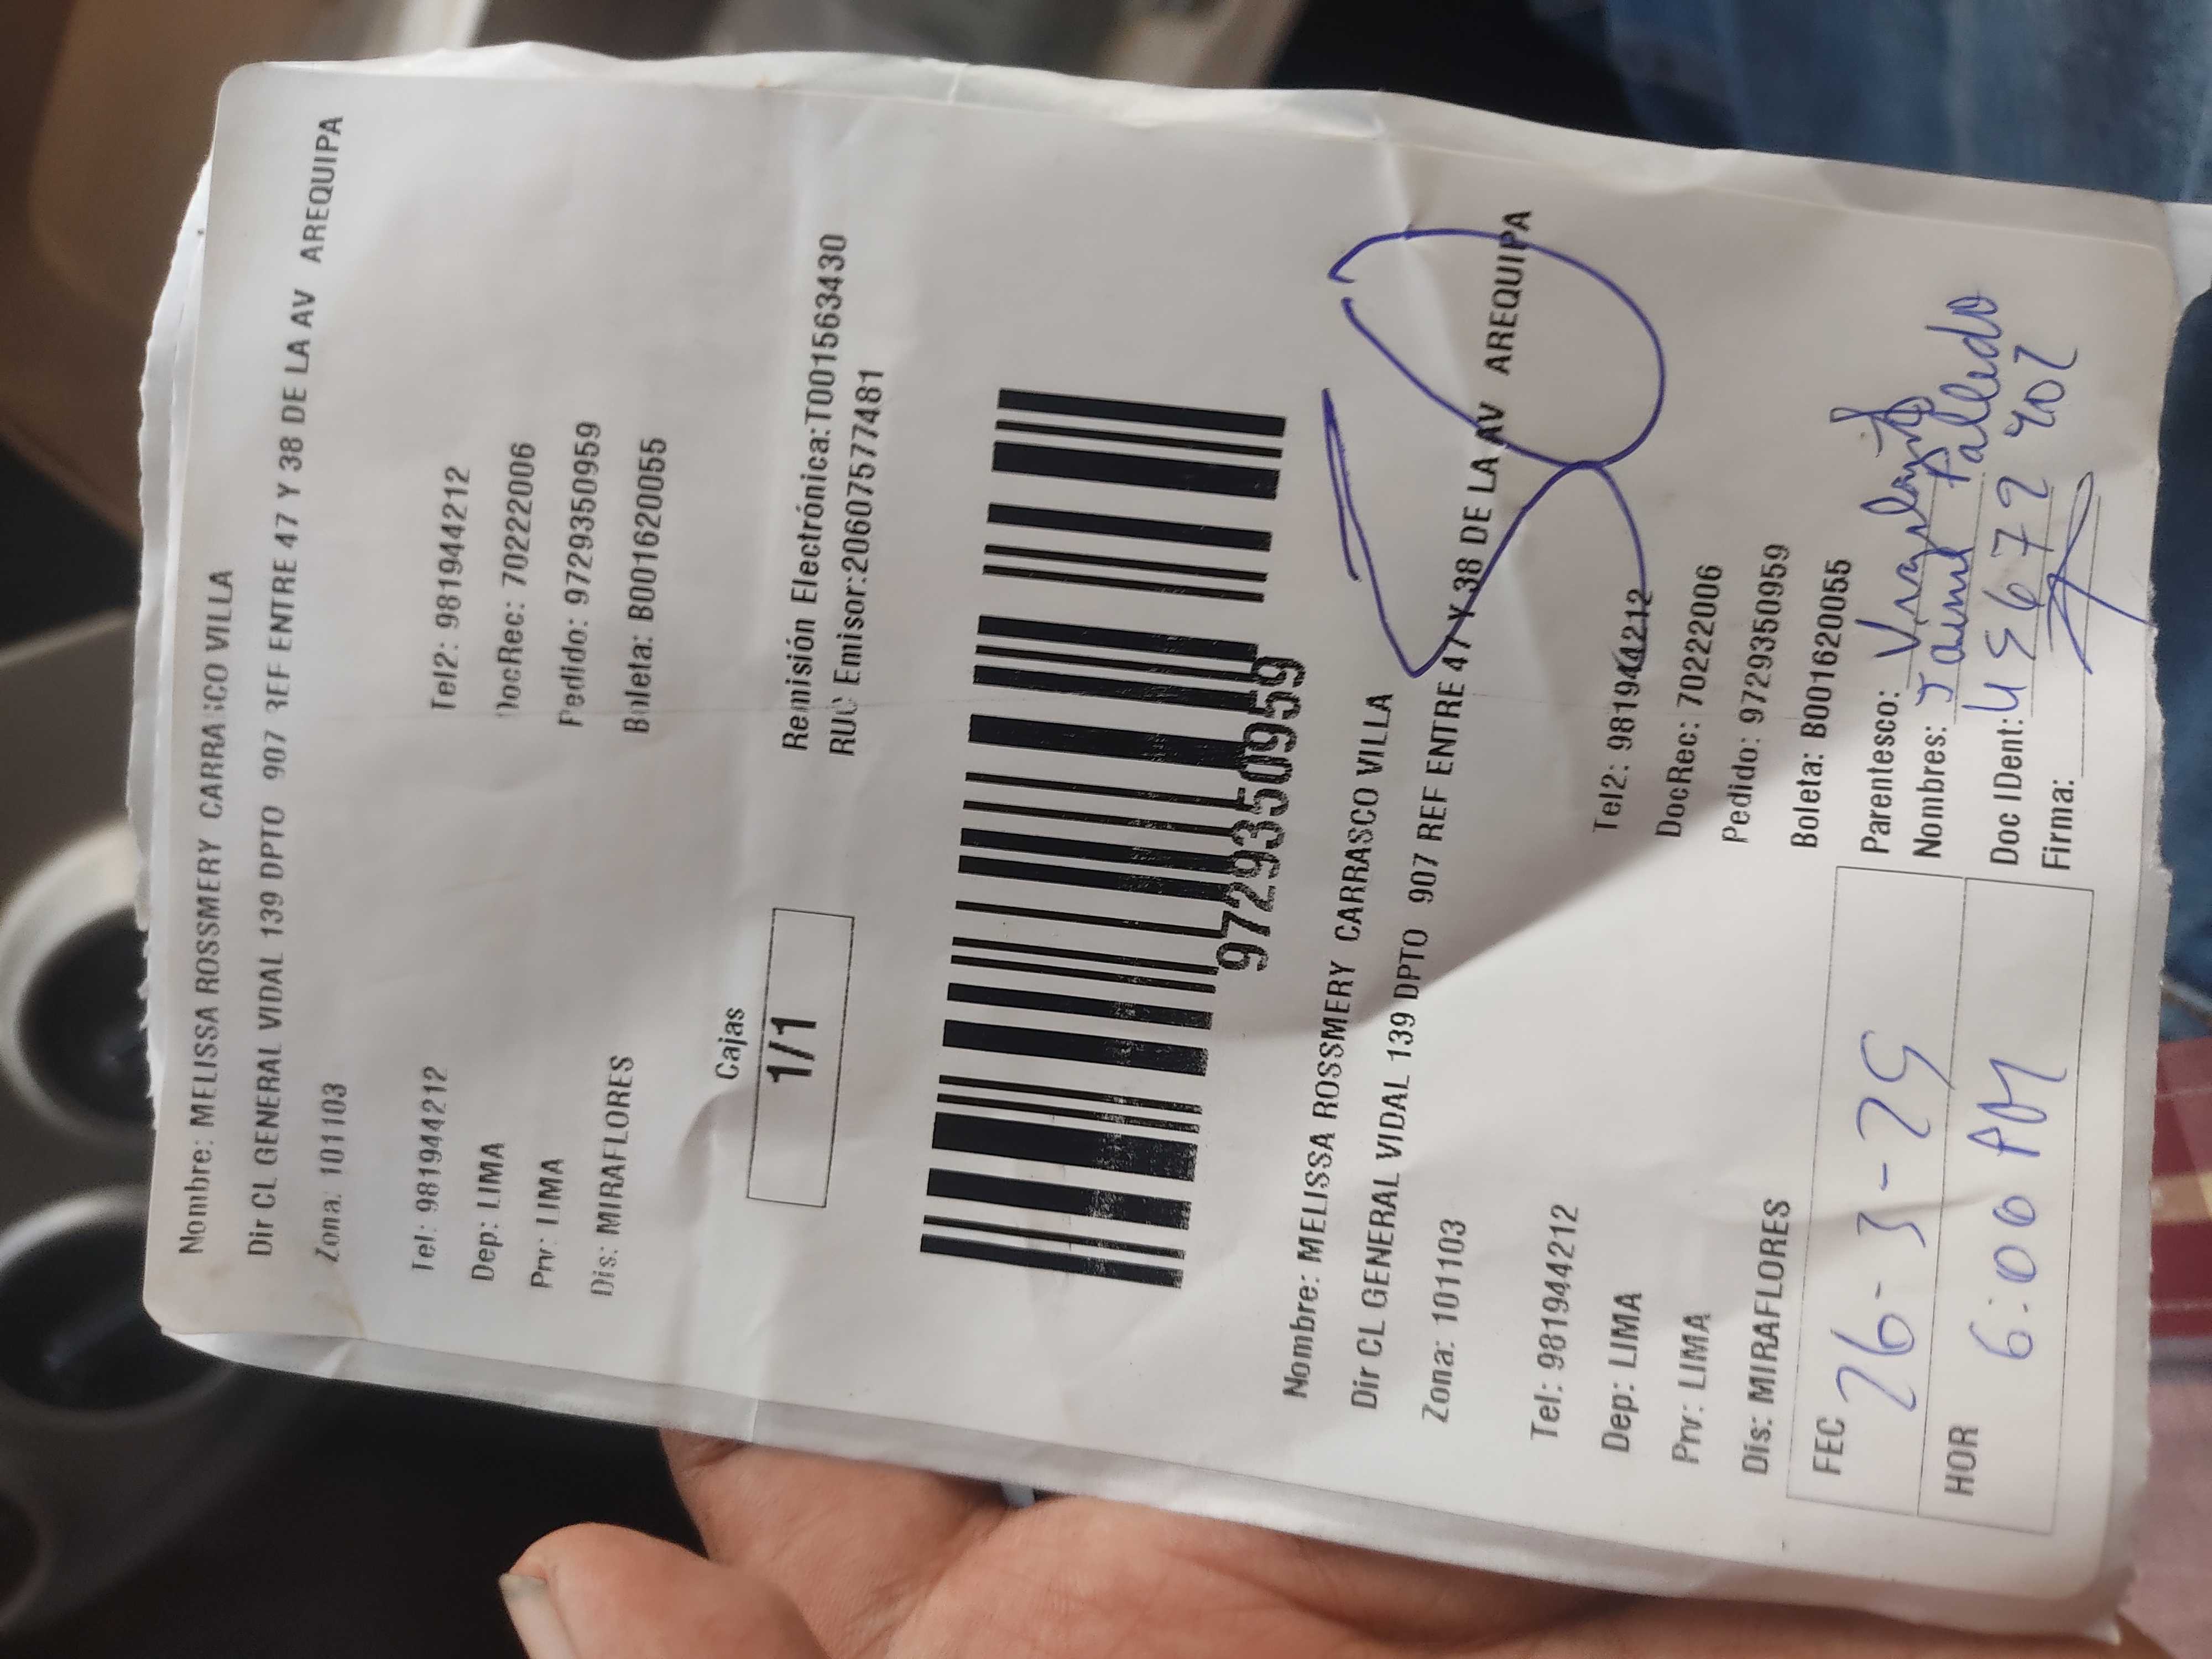 Nombre: MELISSA ROSSMERY CARRASCO VILLA
Dir CL GENERAL VIDAL 139 DPTO 907 REF ENTRE 47 Y 38 DE LA AV AREQUIPA
Zona: 101103
Tel: 981944212 Tel2: 981944212
Dep: LIMA DocRec: 70222006
Prv: LIMA Pedido: 9729350959
Dis: MIRAFLORES Boleta: B001620055
Cajas
1/1
Remisión Electrónica:T001563430
RUC Emisor:20607577481
9729350959
Nombre: MELISSA ROSSMERY CARRASCO VILLA
Dir CL GENERAL VIDAL 139 DPTO 907 REF ENTRE 47 Y 38 DE LA AV AREQUIPA
Zona: 101103
Tel: 981944212 Tel2: 981944212
Dep: LIMA DocRec: 70222006
Prv: LIMA Pedido: 9729350959
Dis: MIRAFLORES Boleta: B001620055
FEC 26-3-25 Parentesco:
Nombres: Jaime
HOR 6:00 PM Doc IDent:
Firma: